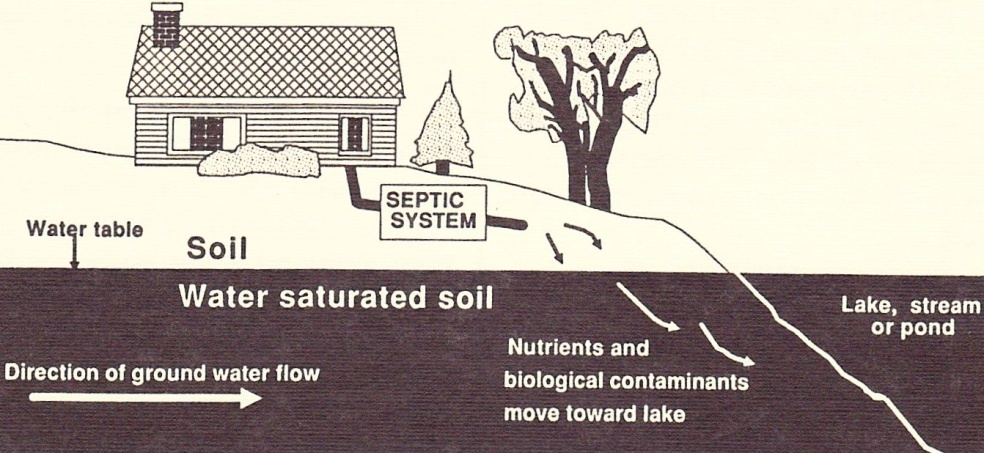 SEPTIC
SYSTEM
Water table
Soil
Water saturated soil
Lake, stream
or pond
Direction of ground water flow
Nutrients and
biological contaminants
move toward lake